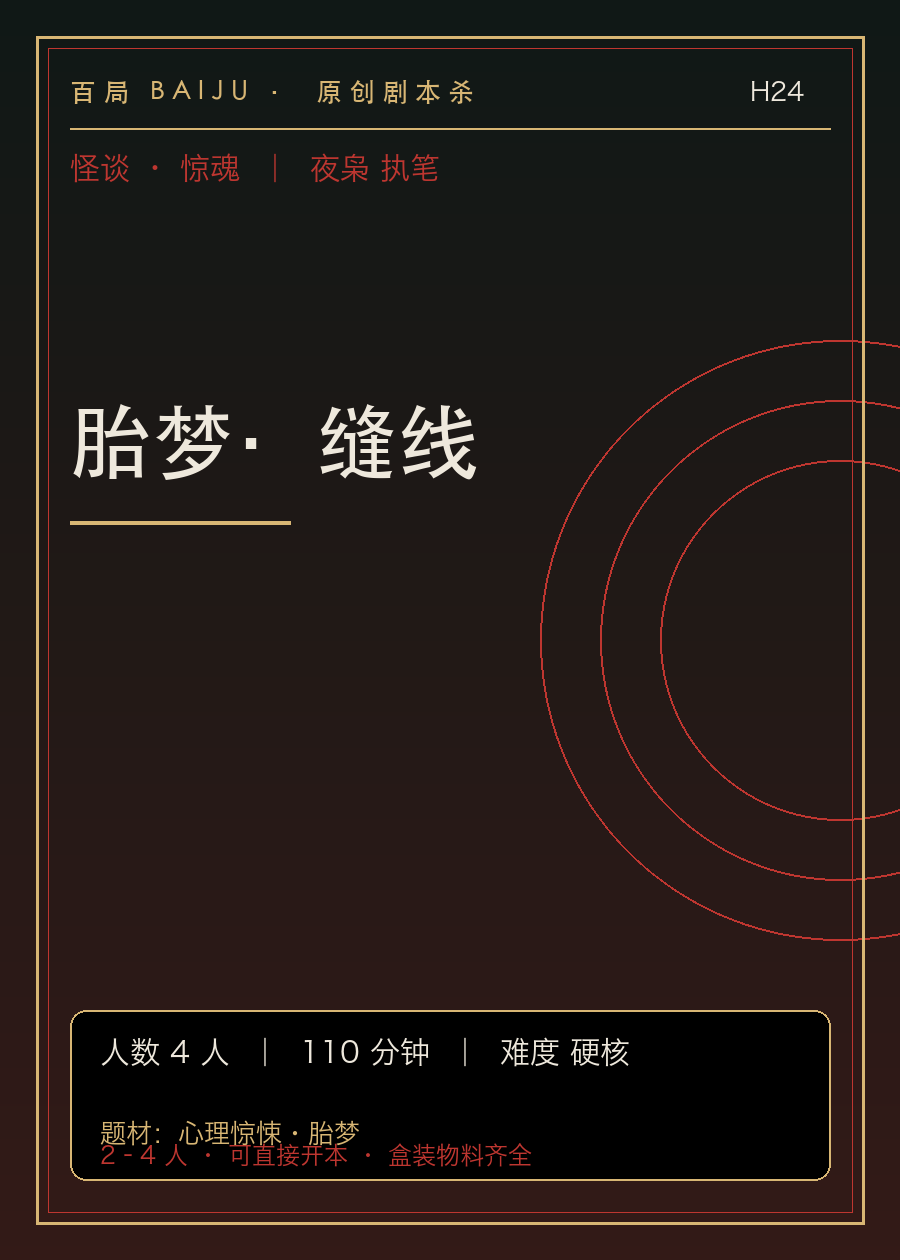 百局 BAIJU · 原创剧本杀 H24
怪谈 · 惊魂 | 夜枭 执笔
胎梦· 缝线
人数 4 人 | 110 分钟 | 难度 硬核
题材: 心理惊悚 · 胎梦
2-4 人 · 可直接开本 · 盒装物料齐全